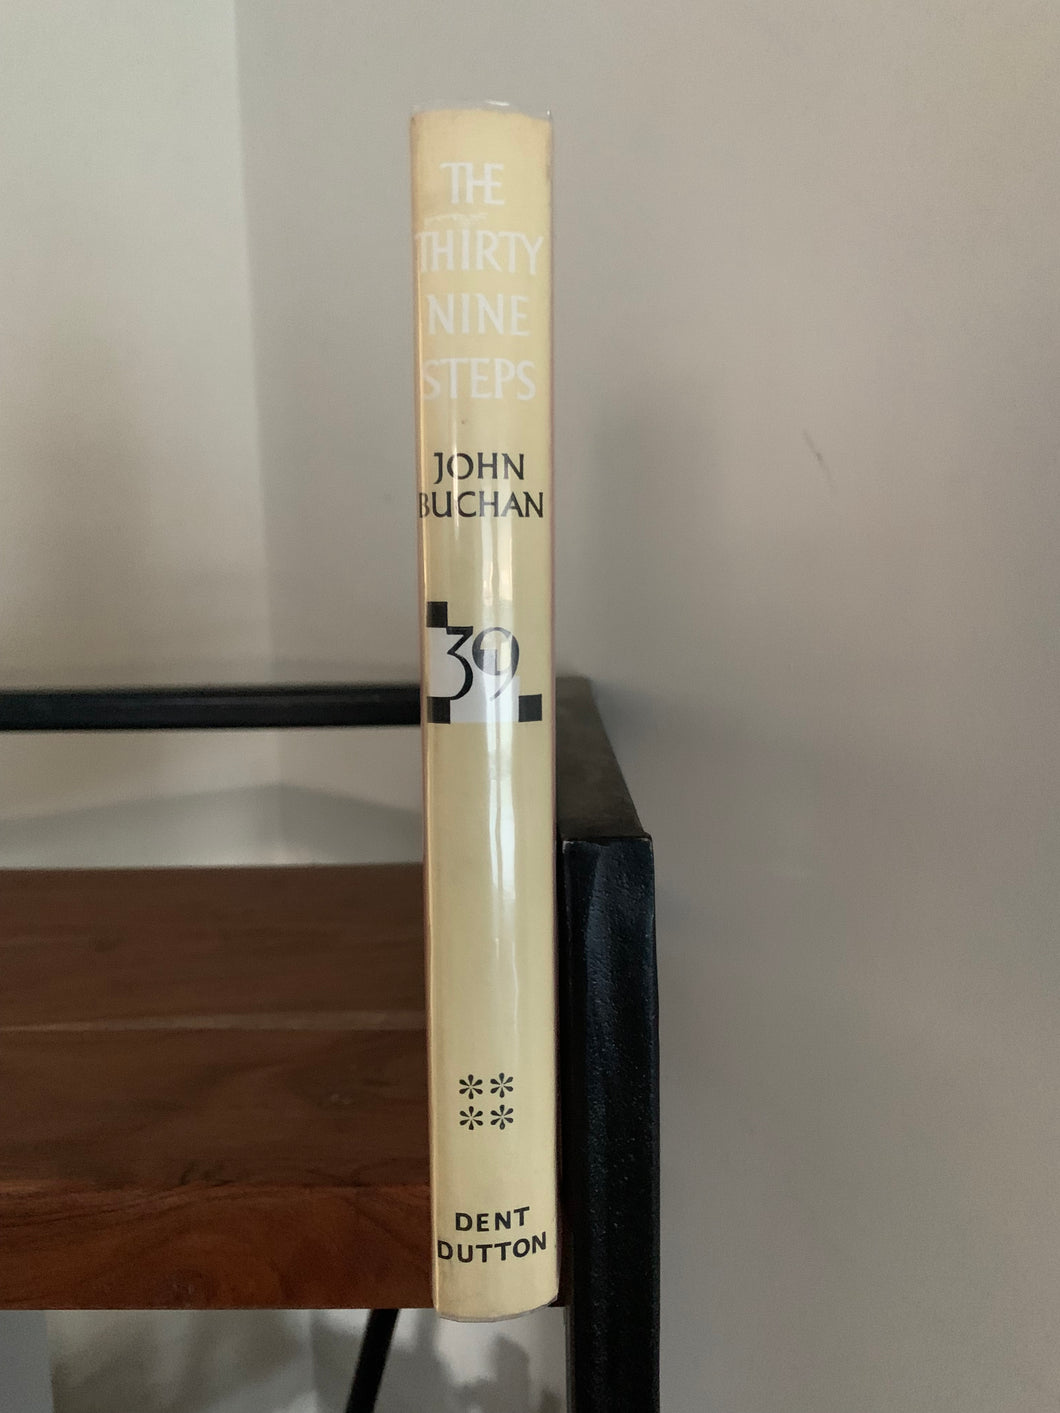 THE
THIRTY
NINE
STEPS
JOHN
BUCHAN
39
DENT
DUTTON